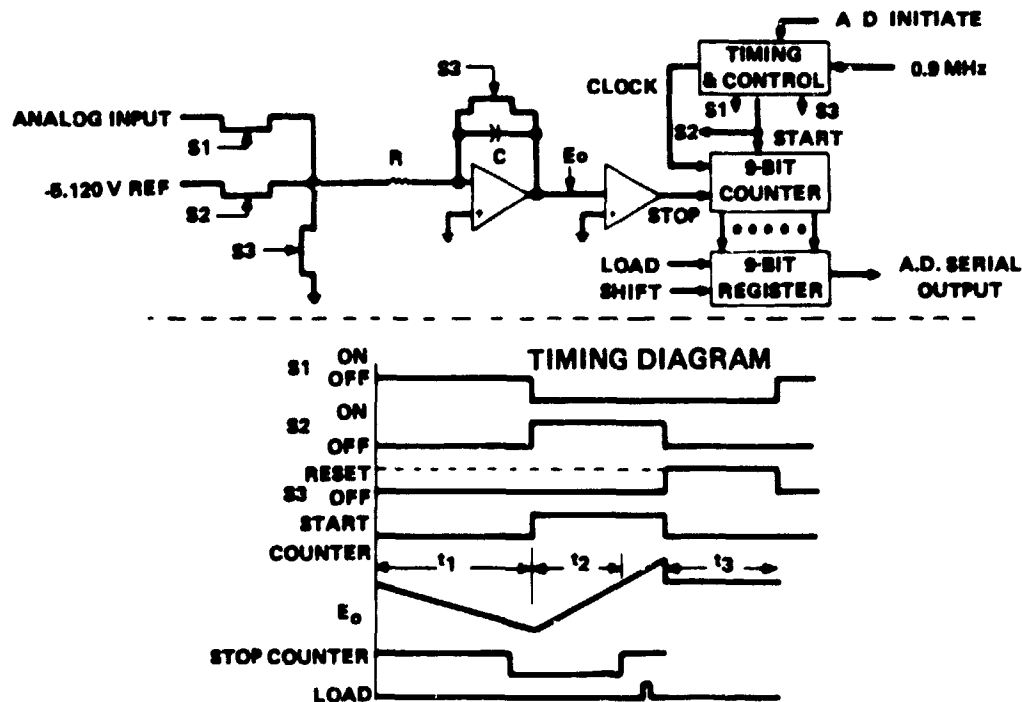 A D INITIATE
TIMING
& CONTROL
0.9 MHz
CLOCK
S1
S3
S2
START
9-BIT
COUNTER
STOP
LOAD
SHIFT
9-BIT
REGISTER
A.D. SERIAL
OUTPUT
S3
ANALOG INPUT
S1
R
C
Eo
-5.120 V REF
S2
+
+
S3
TIMING DIAGRAM
S1 ON
OFF
S2 ON
OFF
RESET
S3 OFF
START
COUNTER
t1
t2
t3
Eo
STOP COUNTER
LOAD